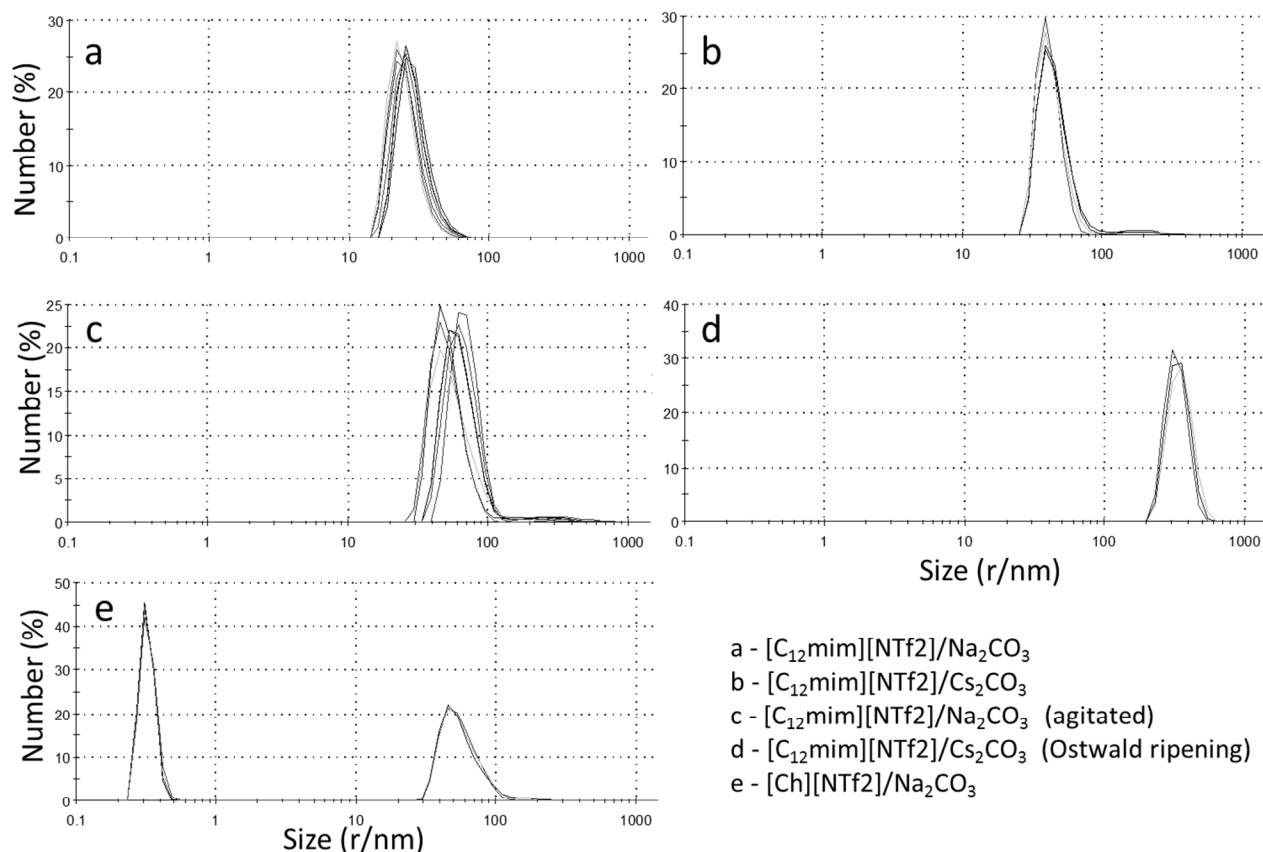 a
Number (%)
30
20
10
0
0.1 1 10 100 1000
b
30
20
10
0
0.1 1 10 100 1000
c
Number (%)
25
20
15
10
5
0
0.1 1 10 100 1000
d
40
30
20
10
0
0.1 1 10 100 1000
Size (r/nm)
e
Number (%)
50
40
30
20
10
0
0.1 1 10 100 1000
Size (r/nm)
a - [C₁₂mim][NTf2]/Na₂CO₃
b - [C₁₂mim][NTf2]/Cs₂CO₃
c - [C₁₂mim][NTf2]/Na₂CO₃ (agitated)
d - [C₁₂mim][NTf2]/Cs₂CO₃ (Ostwald ripening)
e - [Ch][NTf2]/Na₂CO₃